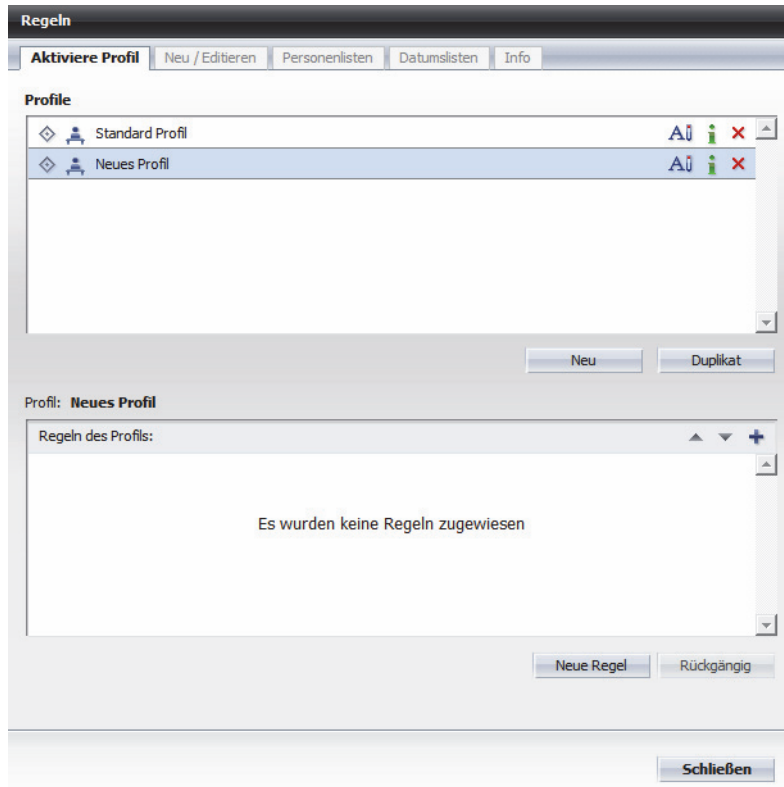 Regeln
Aktiviere Profil Neu / Editieren Personenlisten Datumslisten Info
Profile
Standard Profil
Neues Profil
Neu Duplikat
Profil: Neues Profil
Regeln des Profils:
Es wurden keine Regeln zugewiesen
Neue Regel Rückgängig
Schließen